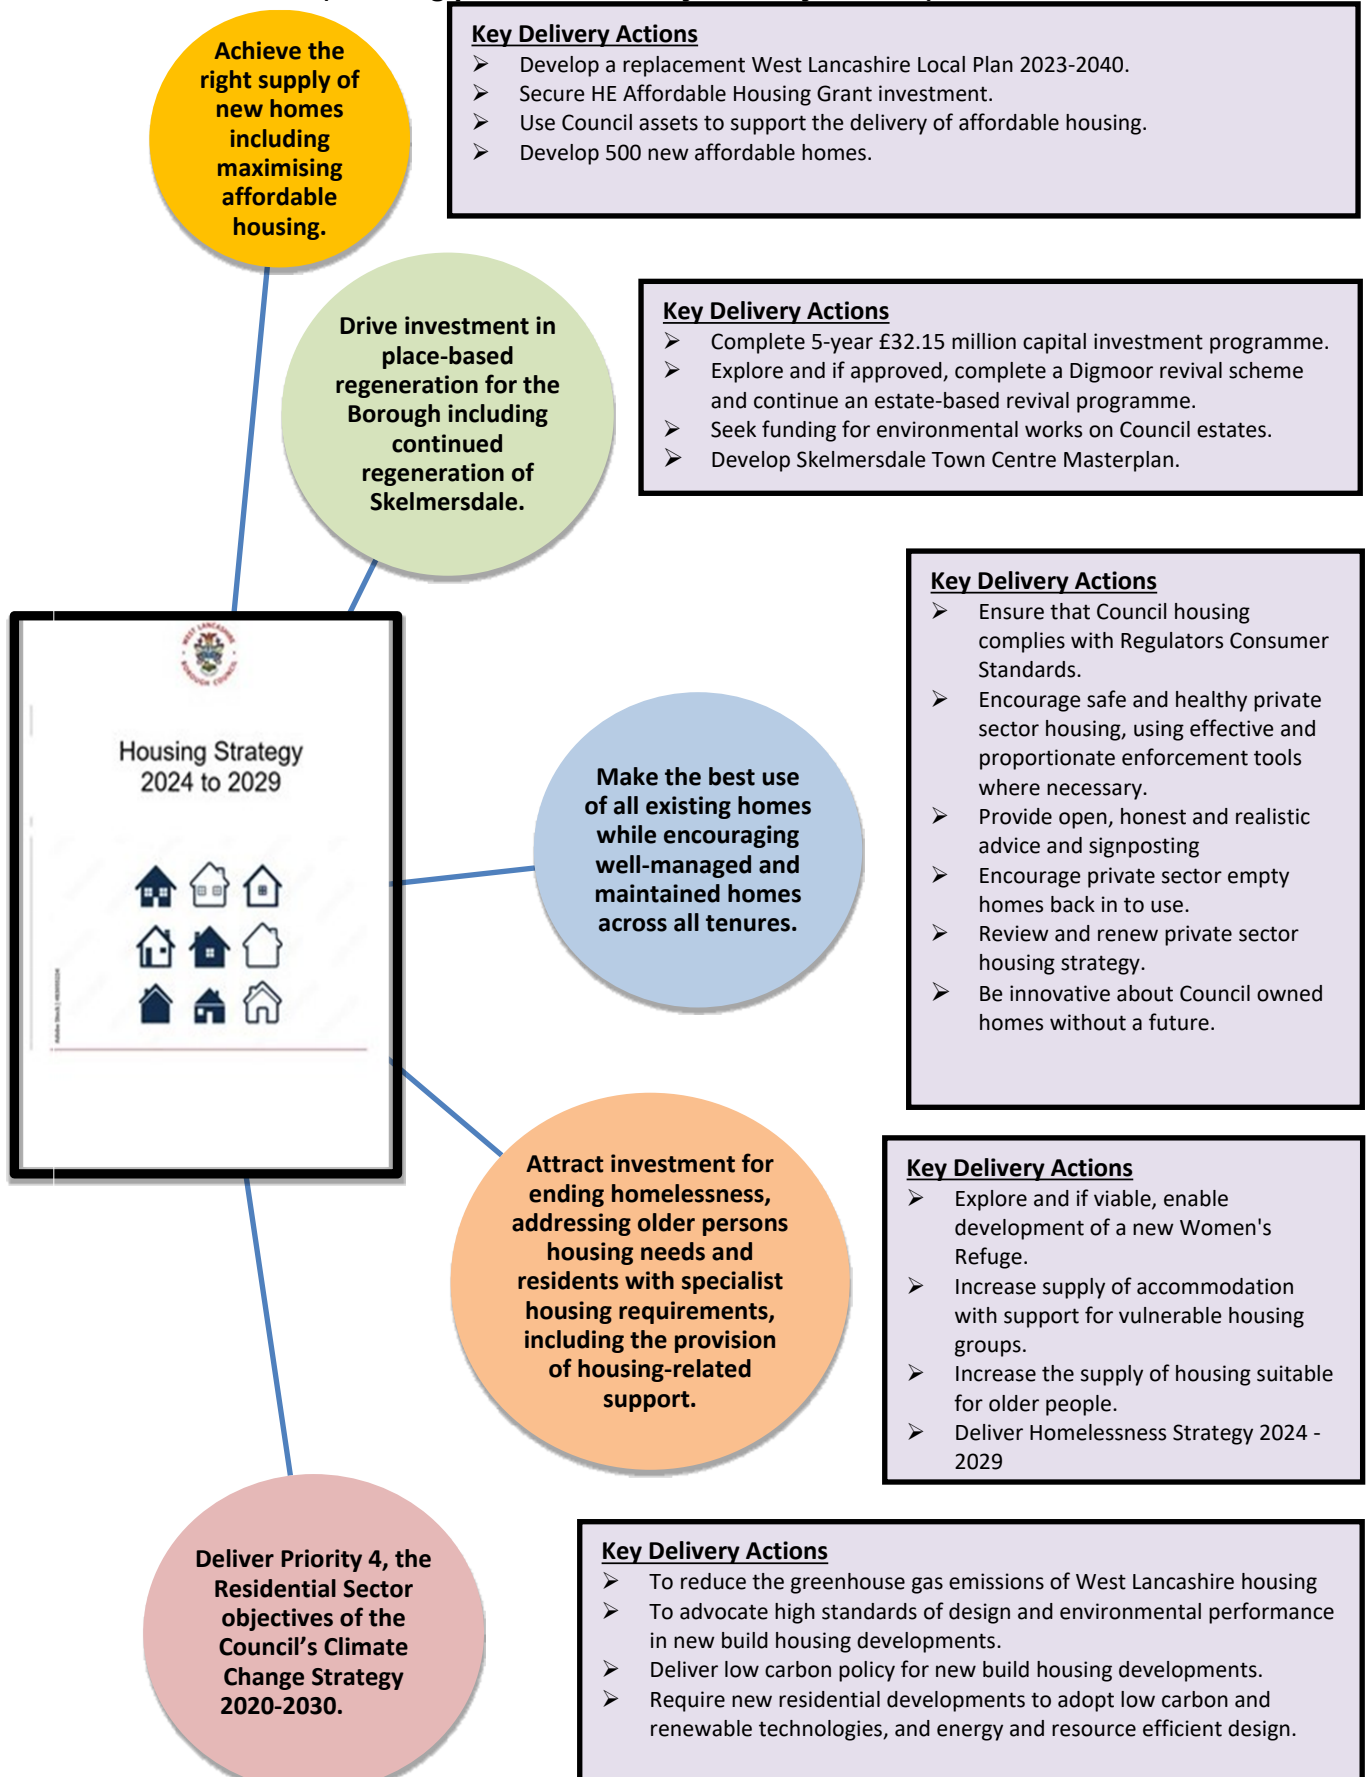 Achieve the
right supply of
new homes
including
maximising
affordable
housing.
Key Delivery Actions
➢ Develop a replacement West Lancashire Local Plan 2023-2040.
➢ Secure HE Affordable Housing Grant investment.
➢ Use Council assets to support the delivery of affordable housing.
➢ Develop 500 new affordable homes.
Drive investment in
place-based
regeneration for the
Borough including
continued
regeneration of
Skelmersdale.
Key Delivery Actions
➢ Complete 5-year £32.15 million capital investment programme.
➢ Explore and if approved, complete a Digmoor revival scheme
and continue an estate-based revival programme.
➢ Seek funding for environmental works on Council estates.
➢ Develop Skelmersdale Town Centre Masterplan.
WEST LANCASHIRE
BOROUGH COUNCIL
Housing Strategy
2024 to 2029
Make the best use
of all existing homes
while encouraging
well-managed and
maintained homes
across all tenures.
Key Delivery Actions
➢ Ensure that Council housing
complies with Regulators Consumer
Standards.
➢ Encourage safe and healthy private
sector housing, using effective and
proportionate enforcement tools
where necessary.
➢ Provide open, honest and realistic
advice and signposting
➢ Encourage private sector empty
homes back in to use.
➢ Review and renew private sector
housing strategy.
➢ Be innovative about Council owned
homes without a future.
Attract investment for
ending homelessness,
addressing older persons
housing needs and
residents with specialist
housing requirements,
including the provision
of housing-related
support.
Key Delivery Actions
➢ Explore and if viable, enable
development of a new Women's
Refuge.
➢ Increase supply of accommodation
with support for vulnerable housing
groups.
➢ Increase the supply of housing suitable
for older people.
➢ Deliver Homelessness Strategy 2024 -
2029
Deliver Priority 4, the
Residential Sector
objectives of the
Council’s Climate
Change Strategy
2020-2030.
Key Delivery Actions
➢ To reduce the greenhouse gas emissions of West Lancashire housing
➢ To advocate high standards of design and environmental performance
in new build housing developments.
➢ Deliver low carbon policy for new build housing developments.
➢ Require new residential developments to adopt low carbon and
renewable technologies, and energy and resource efficient design.